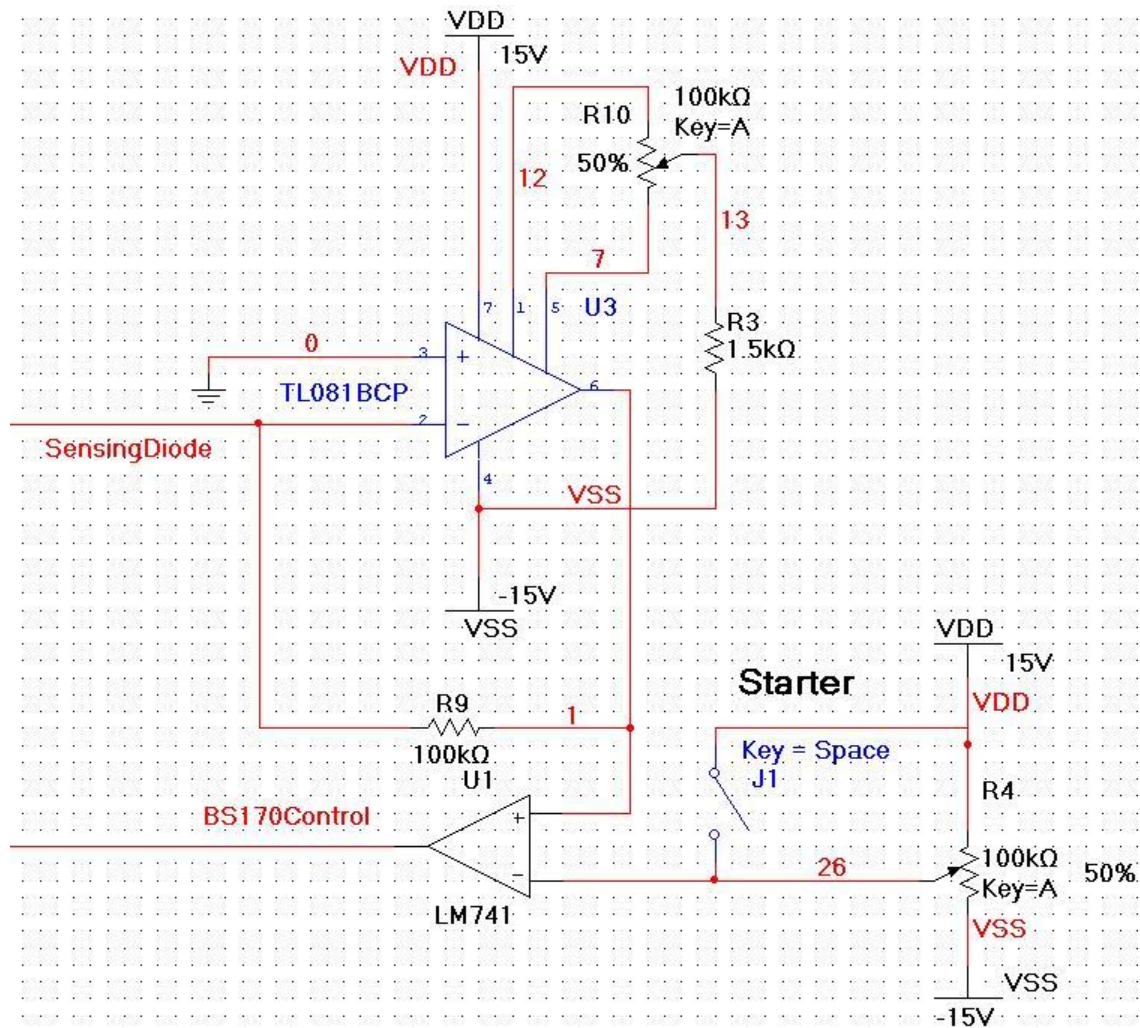 VDD
15V
VDD
100kΩ
R10
Key=A
50%
12
13
7
7
1
5
U3
R3
1.5kΩ
0
3
+
TL081BCP
6
2
−
SensingDiode
4
VSS
-15V
VSS
VDD
15V
Starter
VDD
R9
1
100kΩ
Key = Space
U1
J1
R4
BS170Control
+
26
100kΩ
50%
−
Key=A
LM741
VSS
VSS
-15V